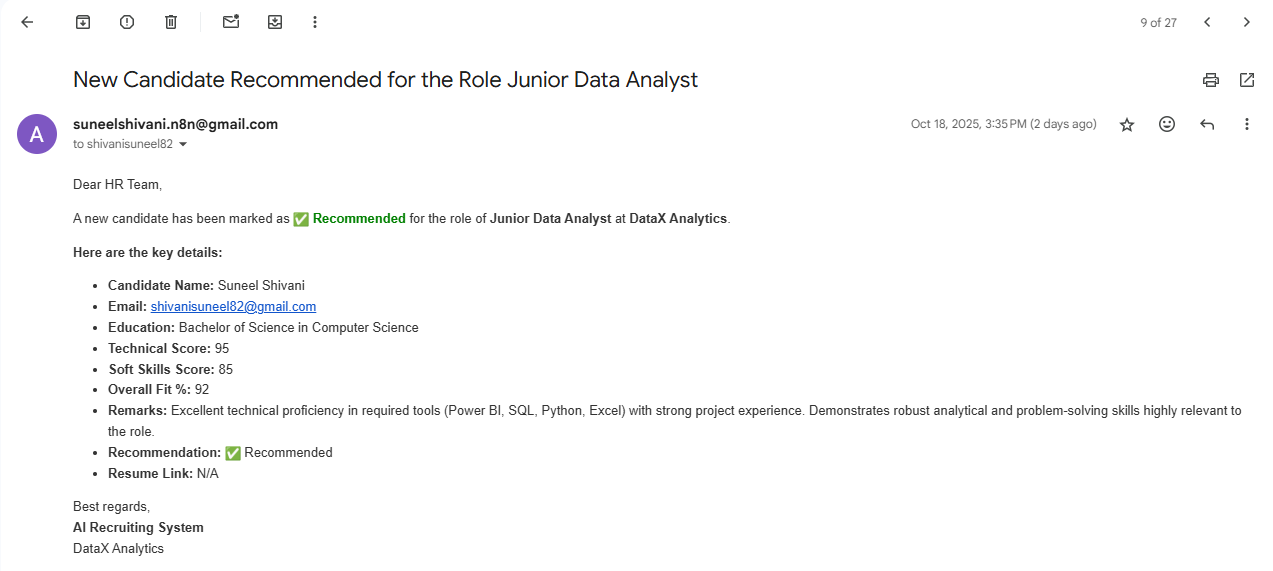 9 of 27
New Candidate Recommended for the Role Junior Data Analyst
A
suneelshivani.n8n@gmail.com
Oct 18, 2025, 3:35 PM (2 days ago)
to shivanisuneel82
Dear HR Team,
A new candidate has been marked as ✅ Recommended for the role of Junior Data Analyst at DataX Analytics.
Here are the key details:
• Candidate Name: Suneel Shivani
• Email: shivanisuneel82@gmail.com
• Education: Bachelor of Science in Computer Science
• Technical Score: 95
• Soft Skills Score: 85
• Overall Fit %: 92
• Remarks: Excellent technical proficiency in required tools (Power BI, SQL, Python, Excel) with strong project experience. Demonstrates robust analytical and problem-solving skills highly relevant to
the role.
• Recommendation: ✅ Recommended
• Resume Link: N/A
Best regards,
AI Recruiting System
DataX Analytics